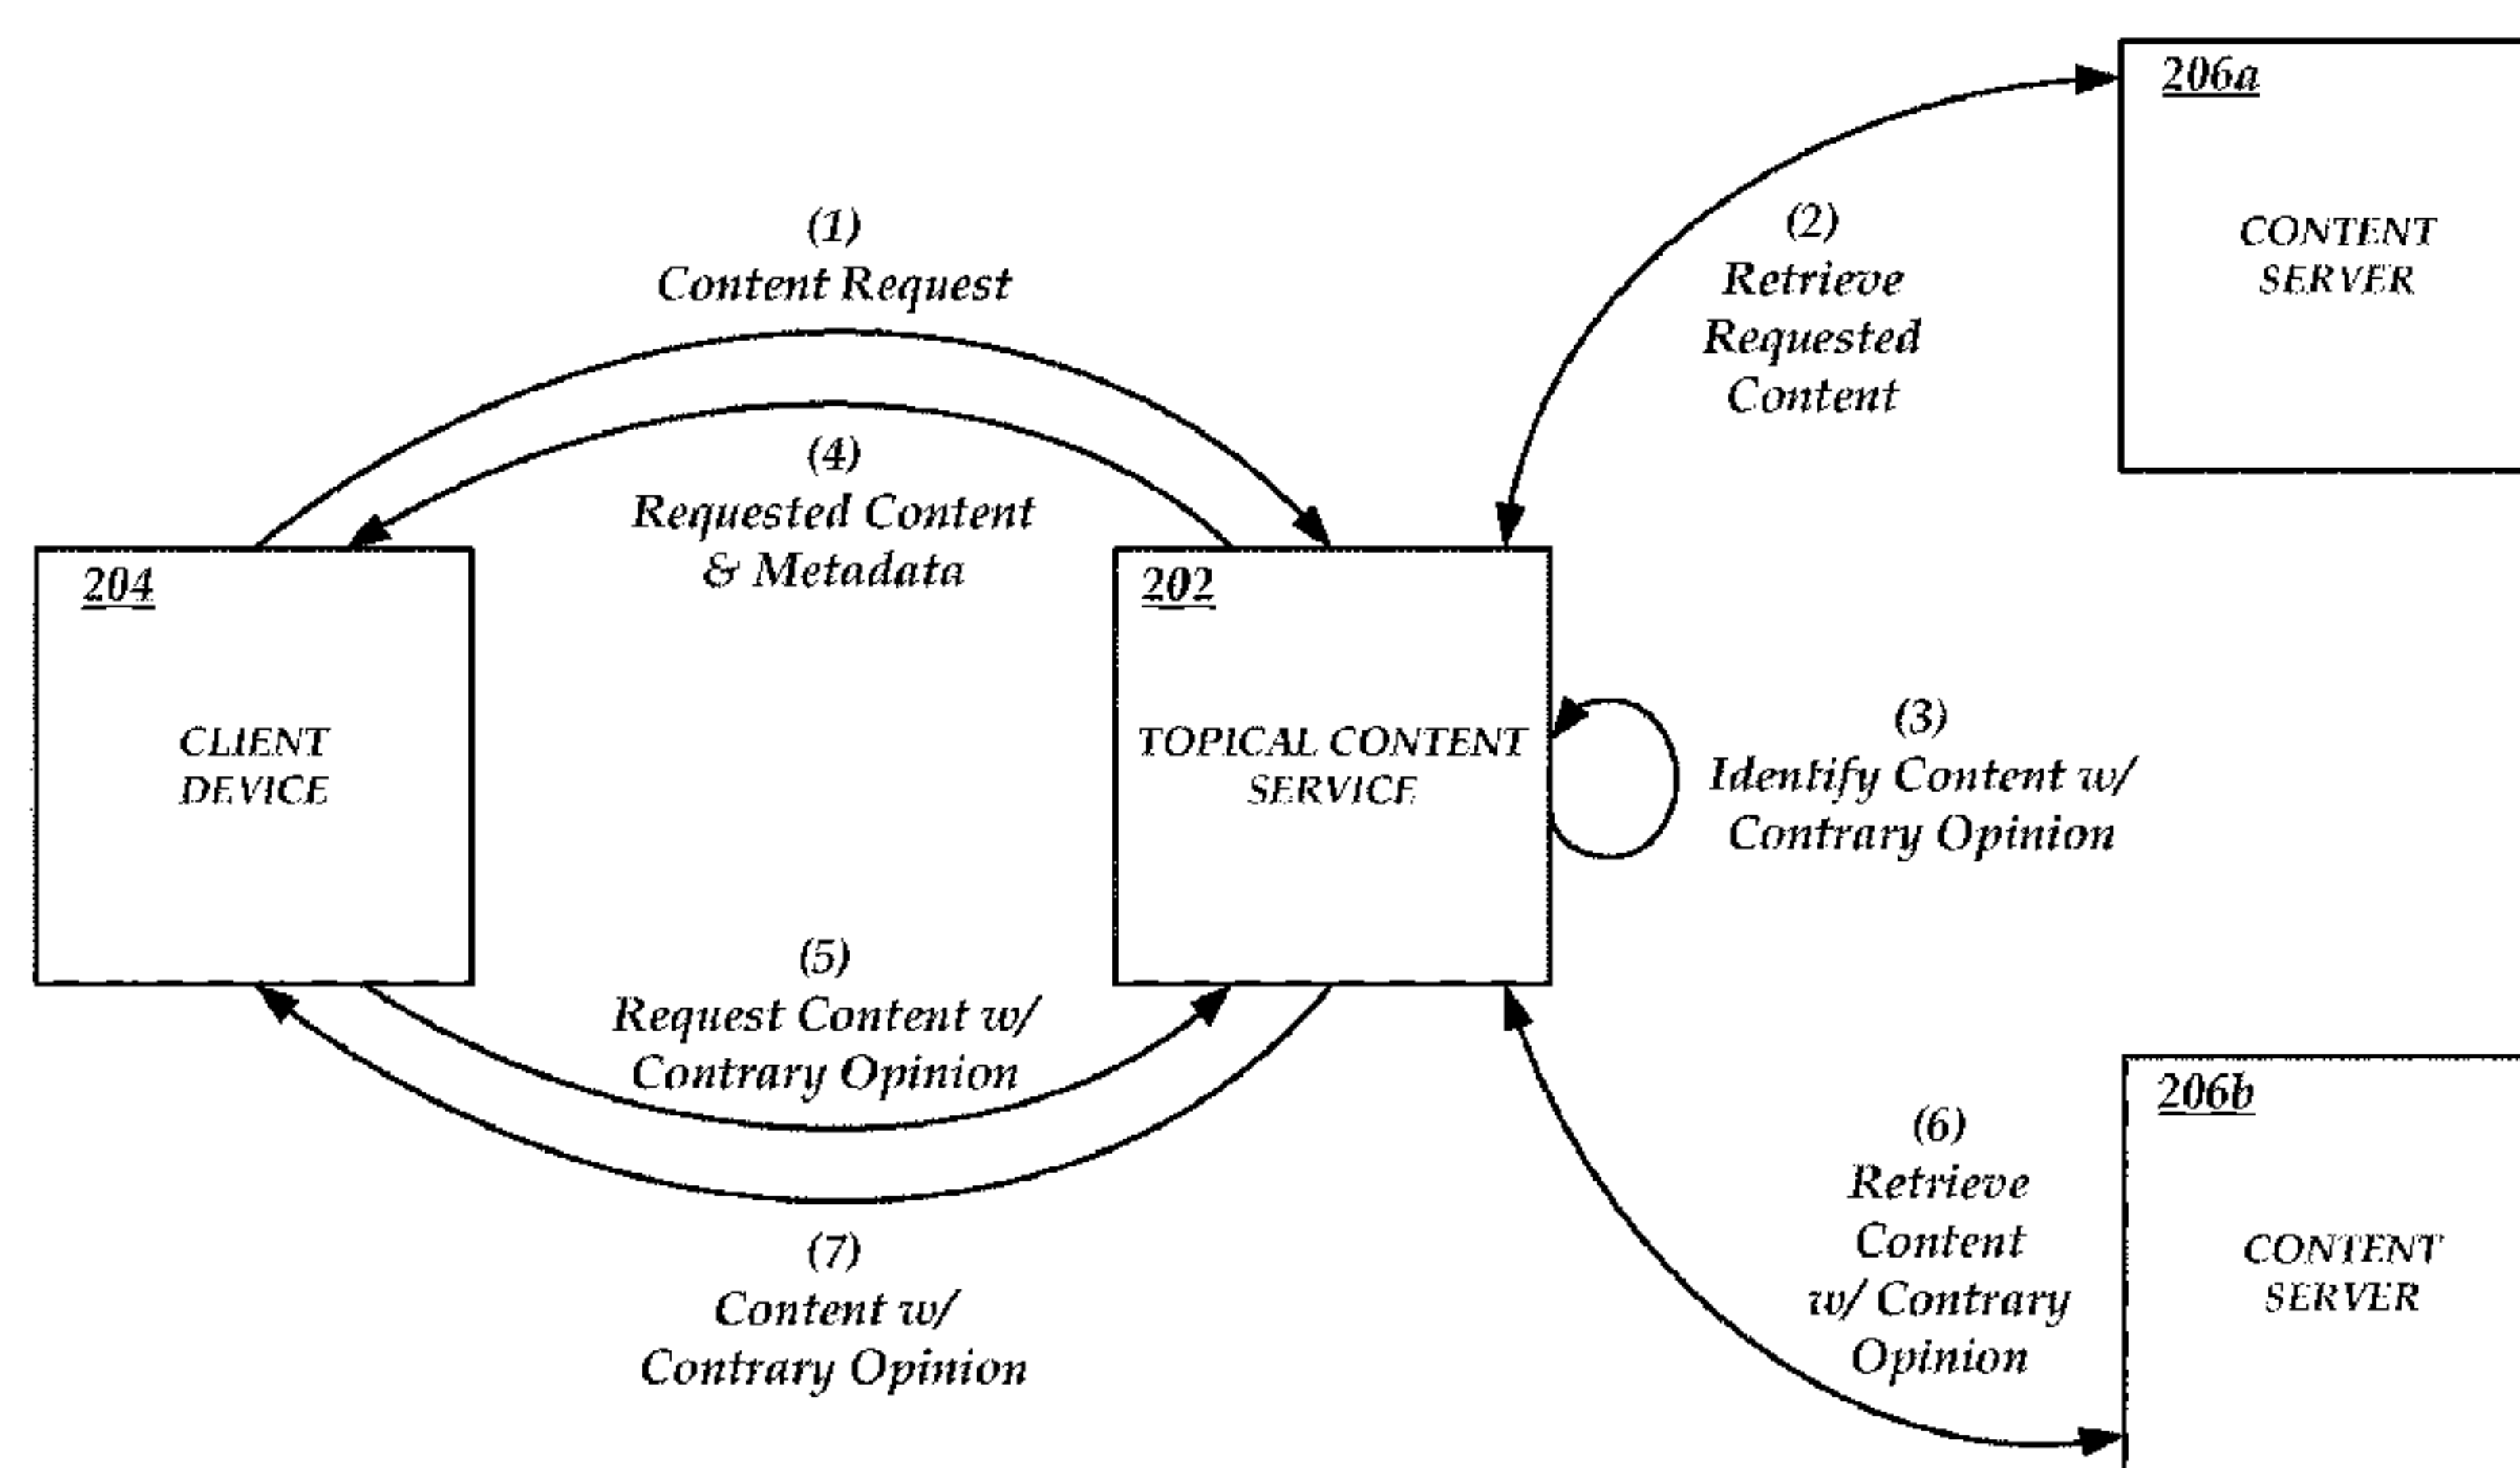 206a
CONTENT
SERVER
(1)
Content Request
(2)
Retrieve
Requested
Content
(4)
Requested Content
& Metadata
204
CLIENT
DEVICE
202
TOPICAL CONTENT
SERVICE
(3)
Identify Content w/
Contrary Opinion
(5)
Request Content w/
Contrary Opinion
206b
CONTENT
SERVER
(6)
Retrieve
Content
w/ Contrary
Opinion
(7)
Content w/
Contrary Opinion